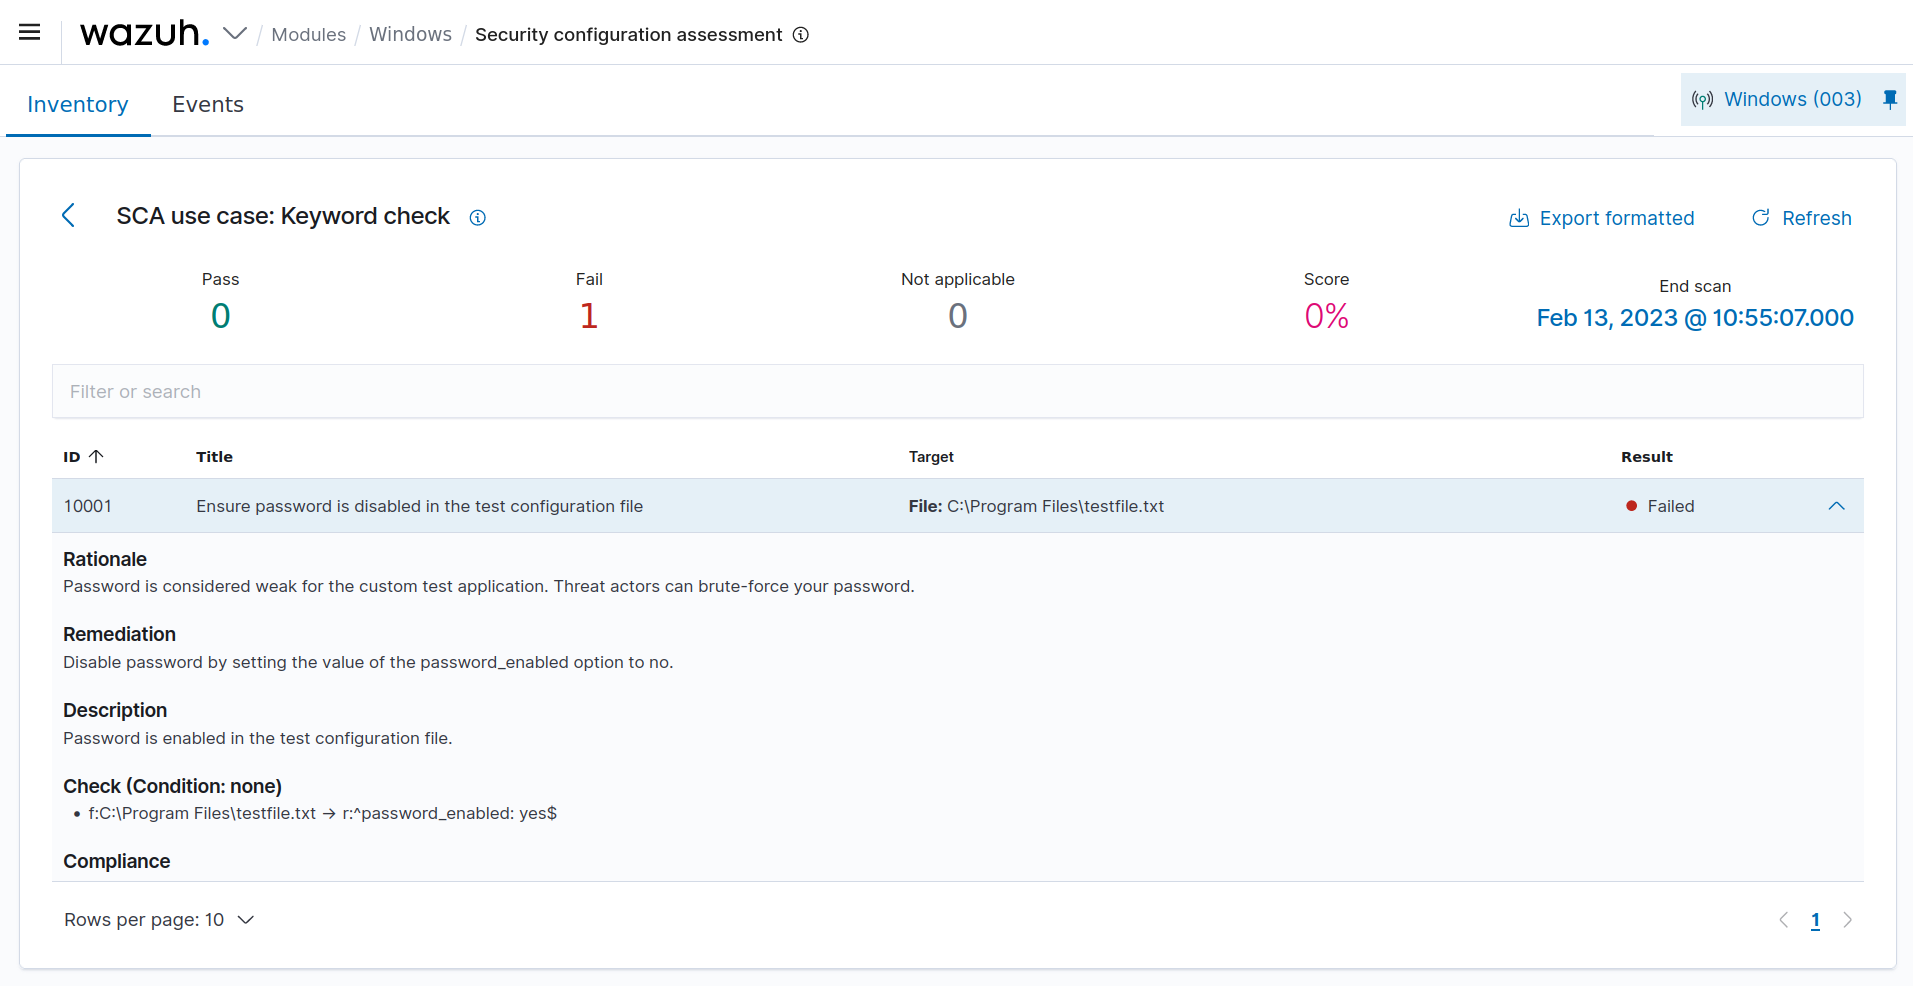 wazuh. / Modules / Windows / Security configuration assessment
Inventory Events Windows (003)
SCA use case: Keyword check Export formatted Refresh
Pass Fail Not applicable Score End scan
0 1 0 0% Feb 13, 2023 @ 10:55:07.000
Filter or search
ID Title Target Result
10001 Ensure password is disabled in the test configuration file File: C:\Program Files\testfile.txt Failed
Rationale
Password is considered weak for the custom test application. Threat actors can brute-force your password.
Remediation
Disable password by setting the value of the password_enabled option to no.
Description
Password is enabled in the test configuration file.
Check (Condition: none)
• f:C:\Program Files\testfile.txt → r:^password_enabled: yes$
Compliance
Rows per page: 10 1